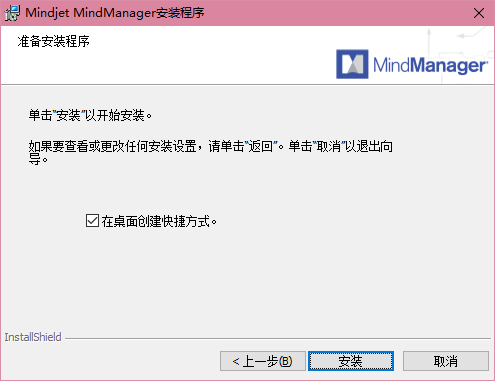 Mindjet MindManager安装程序
准备安装程序
MindManager®
单击“安装”以开始安装。
如果要查看或更改任何安装设置，请单击“返回”。单击“取消”以退出向
导。
在桌面创建快捷方式。
InstallShield
< 上一步(B)
安装
取消